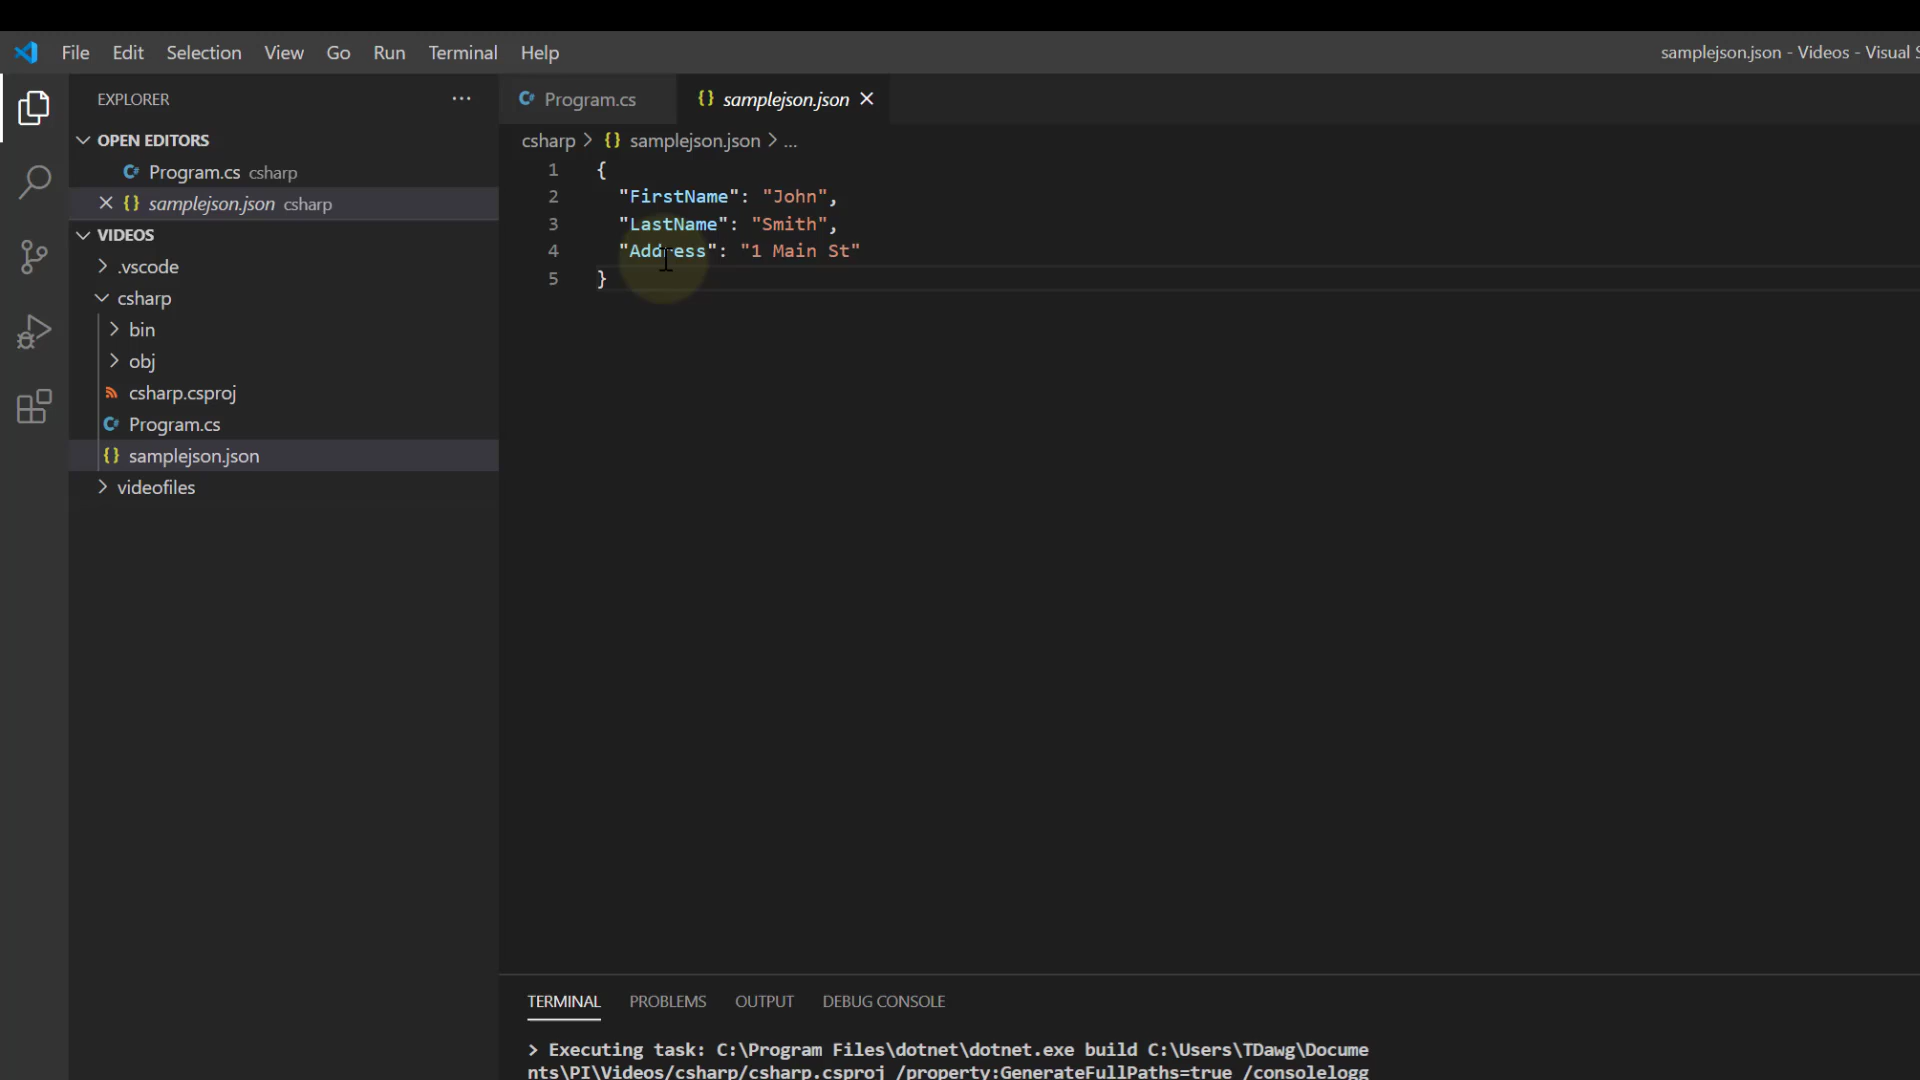 File Edit Selection View Go Run Terminal Help
samplejson.json - Videos - Visual
EXPLORER
OPEN EDITORS
Program.cs csharp
samplejson.json csharp
VIDEOS
.vscode
csharp
bin
obj
csharp.csproj
Program.cs
samplejson.json
videofiles
Program.cs samplejson.json
csharp > {} samplejson.json > ...
1 {
2 "FirstName": "John",
3 "LastName": "Smith",
4 "Address": "1 Main St"
5 }
TERMINAL PROBLEMS OUTPUT DEBUG CONSOLE
> Executing task: C:\Program Files\dotnet\dotnet.exe build C:\Users\TDawg\Docume
nts\PI\Videos/csharp/csharp.csproj /property:GenerateFullPaths=true /consolelogg